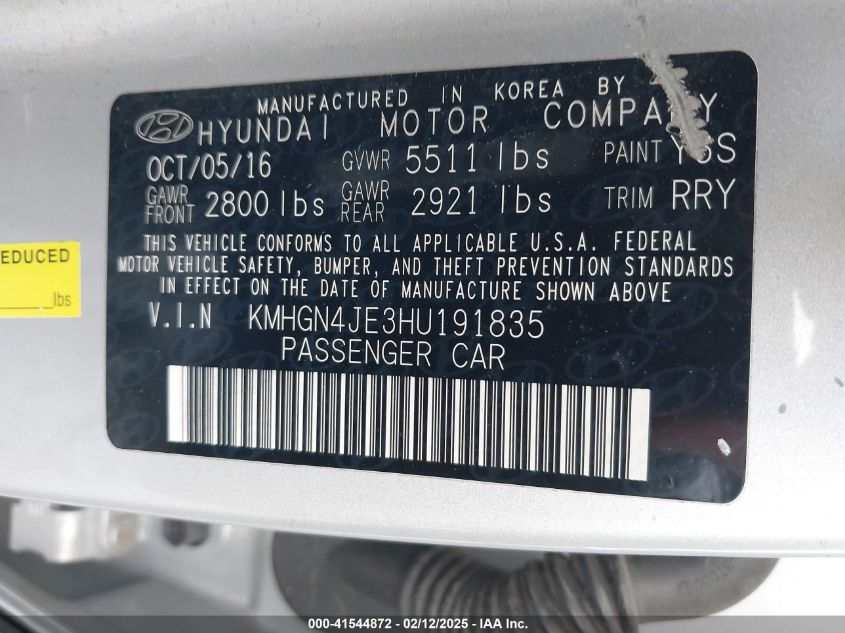 MANUFACTURED IN KOREA BY
HYUNDAI MOTOR COMPANY
OCT/05/16 GVWR 5511 lbs PAINT
GAWR FRONT 2800 lbs GAWR REAR 2921 lbs TRIM RRY
THIS VEHICLE CONFORMS TO ALL APPLICABLE U.S.A. FEDERAL
MOTOR VEHICLE SAFETY, BUMPER, AND THEFT PREVENTION STANDARDS
IN EFFECT ON THE DATE OF MANUFACTURE SHOWN ABOVE
V.I.N KMHGN4JE3HU191835
PASSENGER CAR
EDUCED
lbs
000-41544872 - 02/12/2025 - IAA Inc.